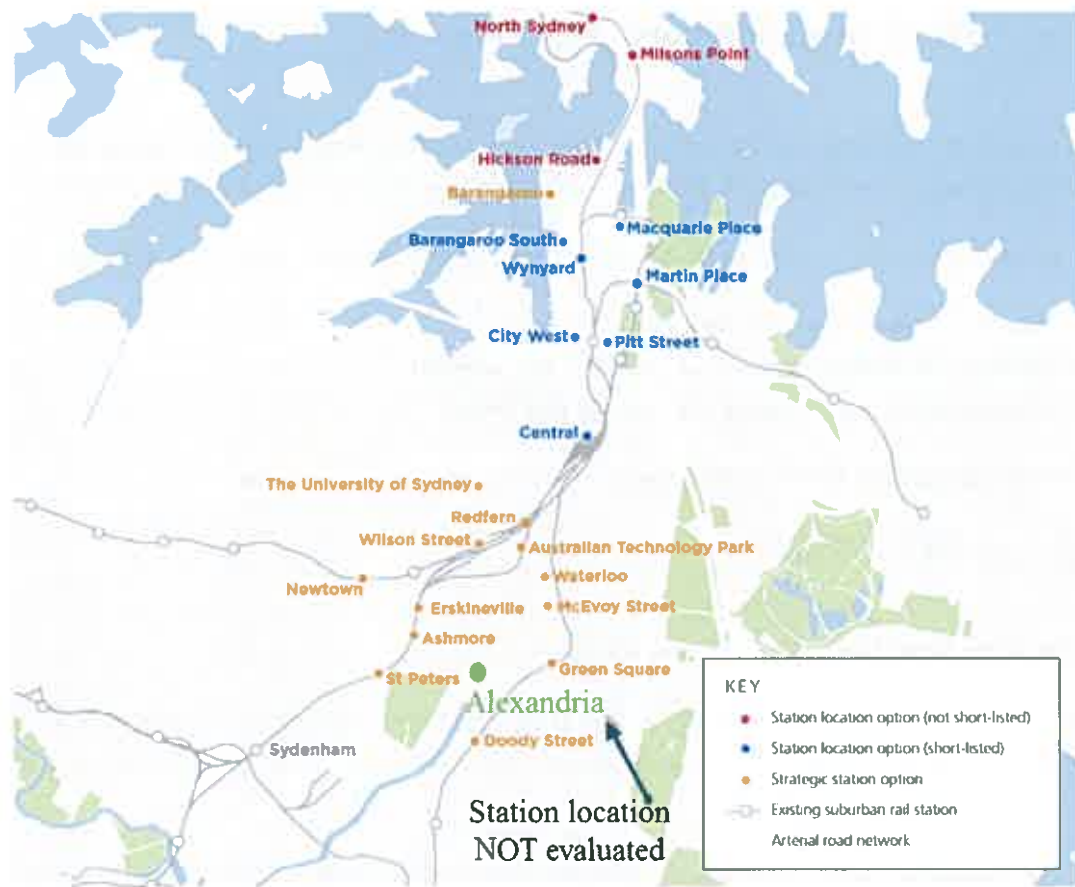 North Sydney
Milsons Point
Hickson Road
Barangaroo
Macquarie Place
Barangaroo South
Wynyard
Martin Place
City West
Pitt Street
Central
The University of Sydney
Redfern
Wilson Street
Australian Technology Park
Waterloo
Newtown
Erskineville
McEvoy Street
Ashmore
Green Square
St Peters
Alexandria
Doody Street
Sydenham
Station location
NOT evaluated
KEY
Station location option (not short-listed)
Station location option (short-listed)
Strategic station option
Existing suburban rail station
Arterial road network